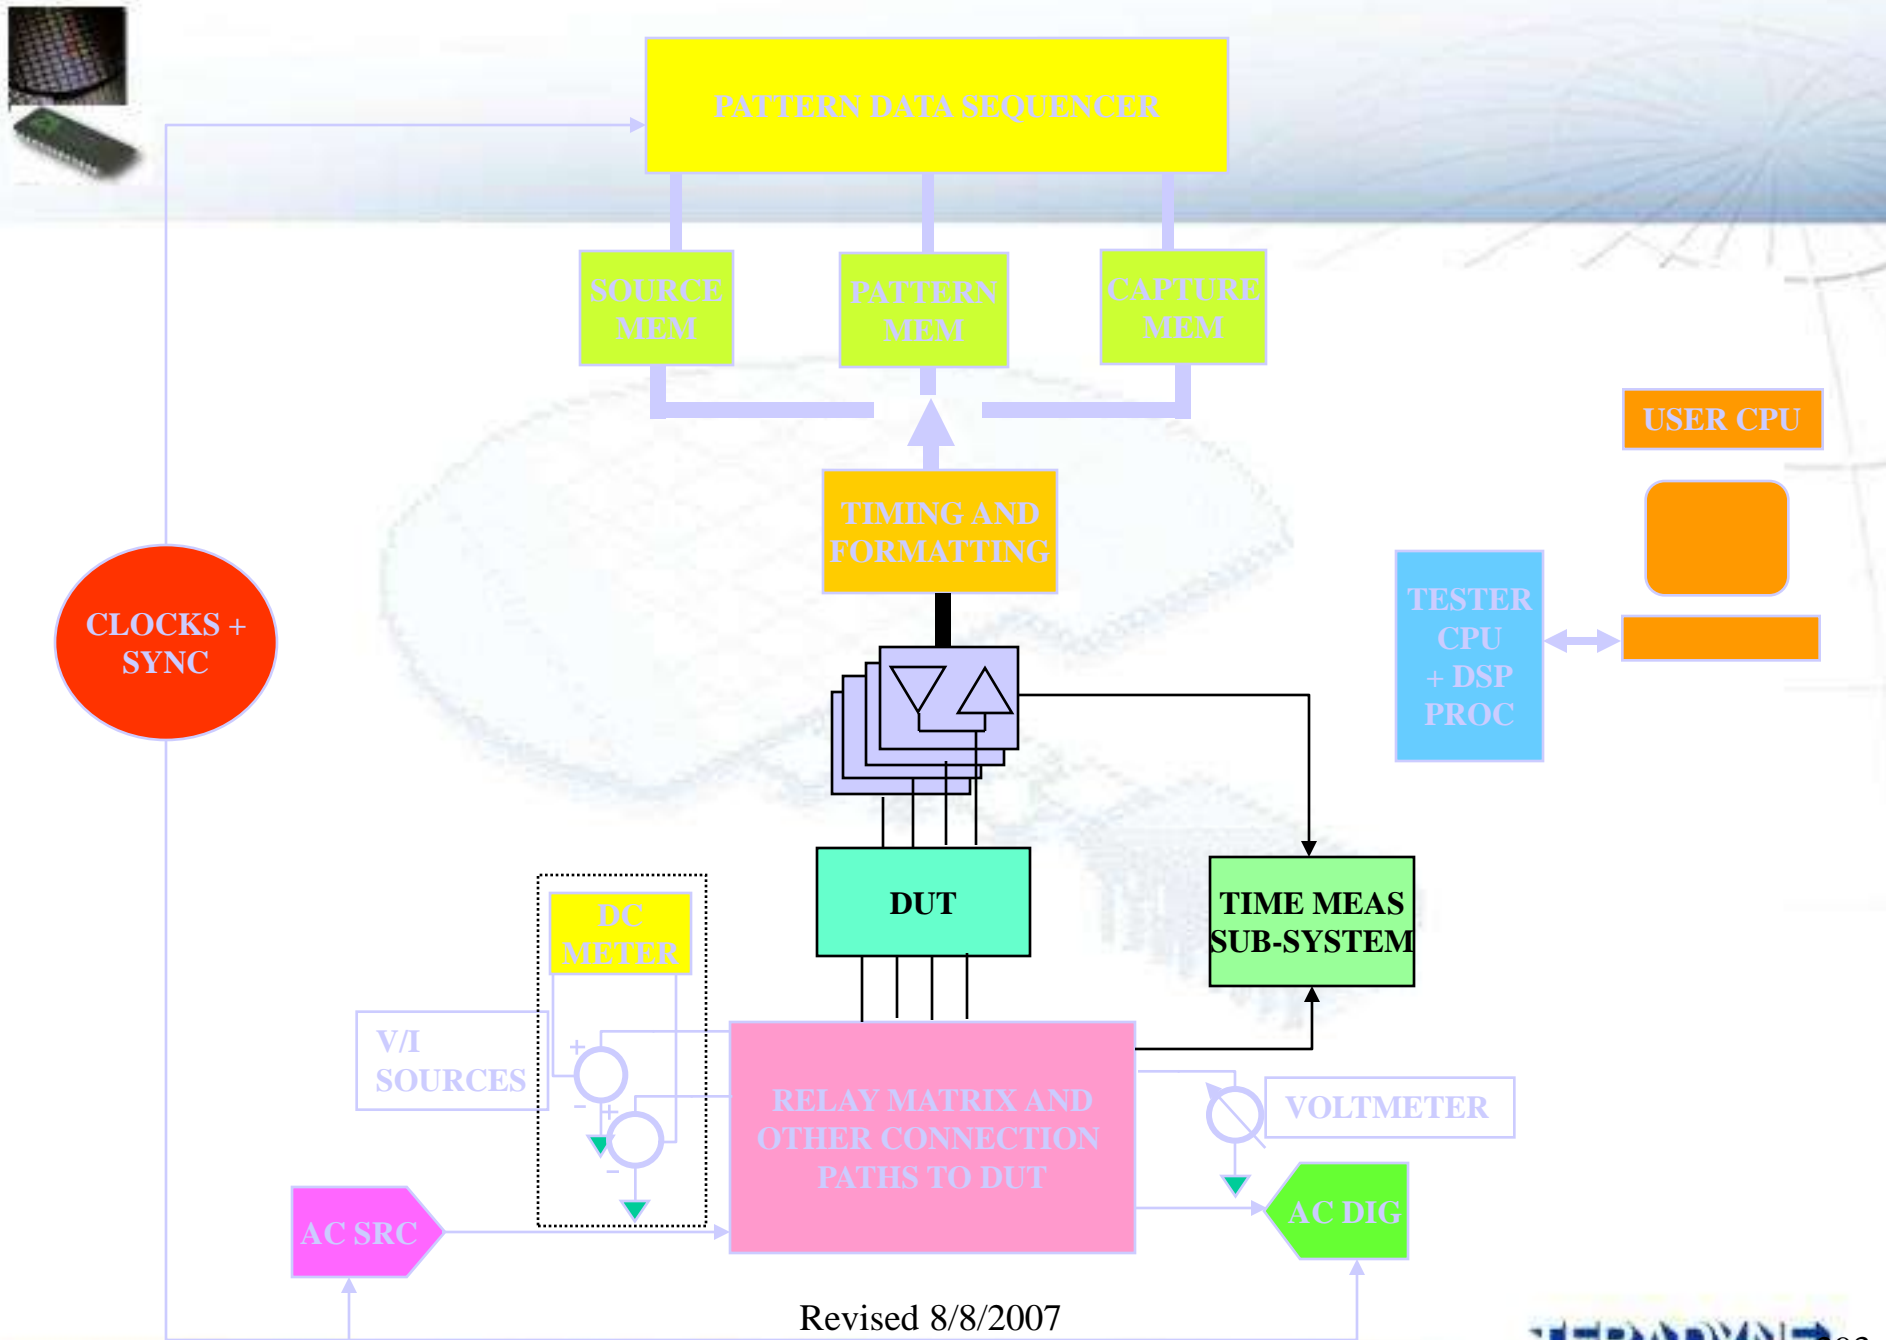 PATTERN DATA SEQUENCER
SOURCE
MEM
PATTERN
MEM
CAPTURE
MEM
USER CPU
TIMING AND
FORMATTING
TESTER
CPU
+ DSP
PROC
CLOCKS +
SYNC
DUT
TIME MEAS
SUB-SYSTEM
DC
METER
V/I
SOURCES
+
-
+
-
RELAY MATRIX AND
OTHER CONNECTION
PATHS TO DUT
VOLTMETER
AC SRC
AC DIG
Revised 8/8/2007
TERADYNE